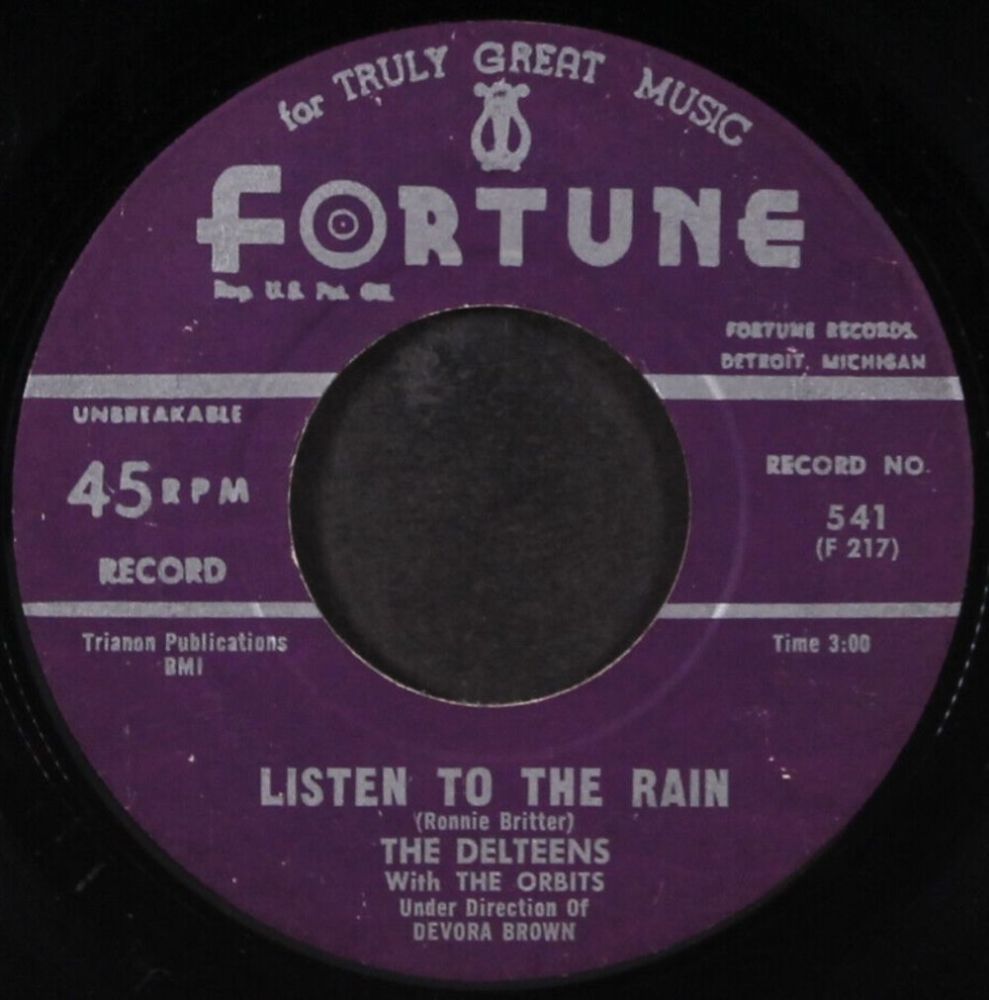 for TRULY GREAT MUSIC
FORTUNE
Reg. U.S. Pat. Off.
FORTUNE RECORDS.
DETROIT, MICHIGAN
UNBREAKABLE
45 RPM
RECORD
RECORD NO.
541
(F 217)
Trianon Publications
BMI
Time 3:00
LISTEN TO THE RAIN
(Ronnie Britter)
THE DELTEENS
With THE ORBITS
Under Direction Of
DEVORA BROWN